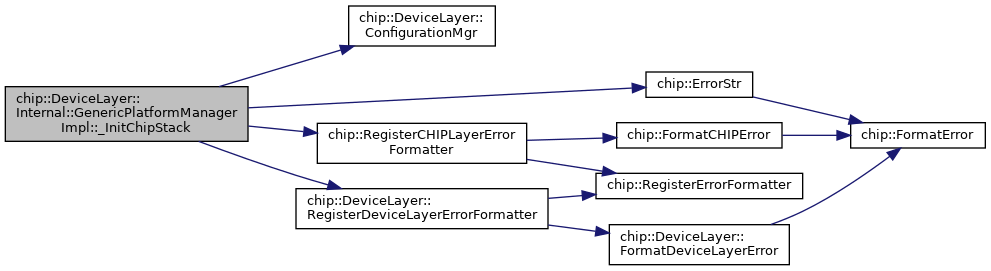 chip::DeviceLayer::
ConfigurationMgr
chip::DeviceLayer::
Internal::GenericPlatformManager
Impl::_InitChipStack
chip::ErrorStr
chip::RegisterCHIPLayerError
Formatter
chip::FormatCHIPError
chip::FormatError
chip::RegisterErrorFormatter
chip::DeviceLayer::
RegisterDeviceLayerErrorFormatter
chip::DeviceLayer::
FormatDeviceLayerError